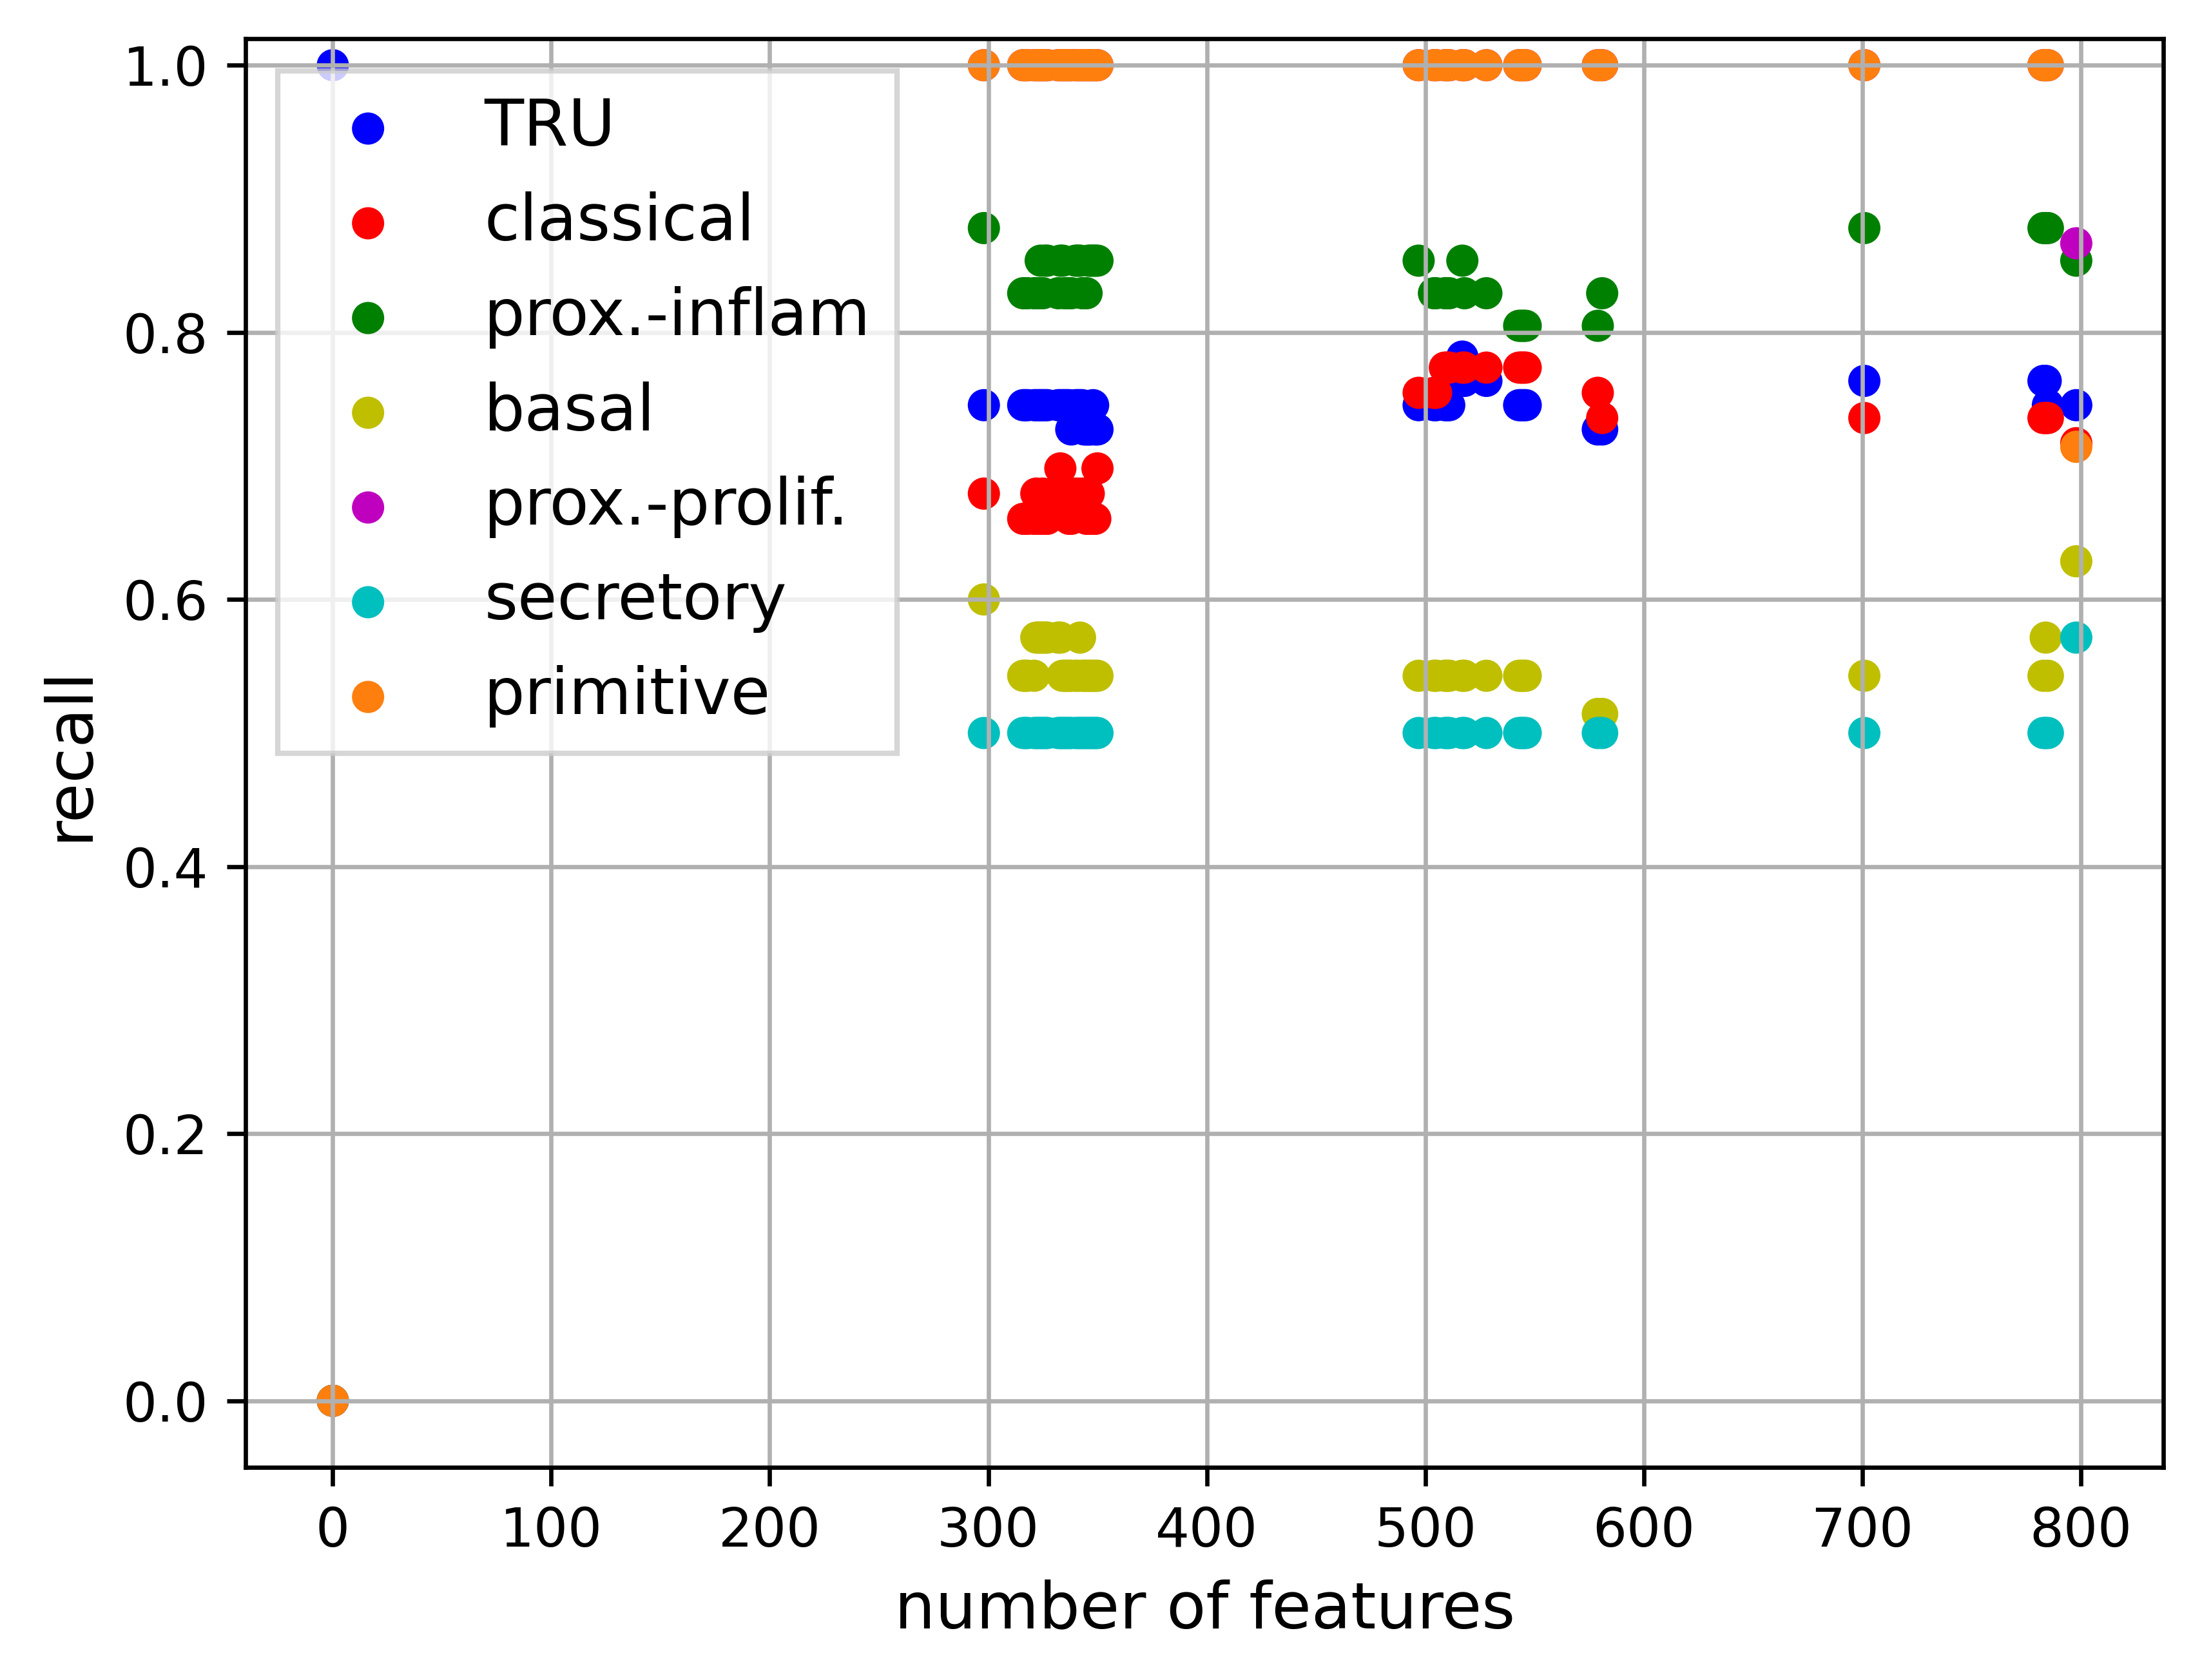 1.0
0.8
0.6
0.4
0.2
0.0
recall
TRU
classical
prox.-inflam
basal
prox.-prolif.
secretory
primitive
0 100 200 300 400 500 600 700 800
number of features